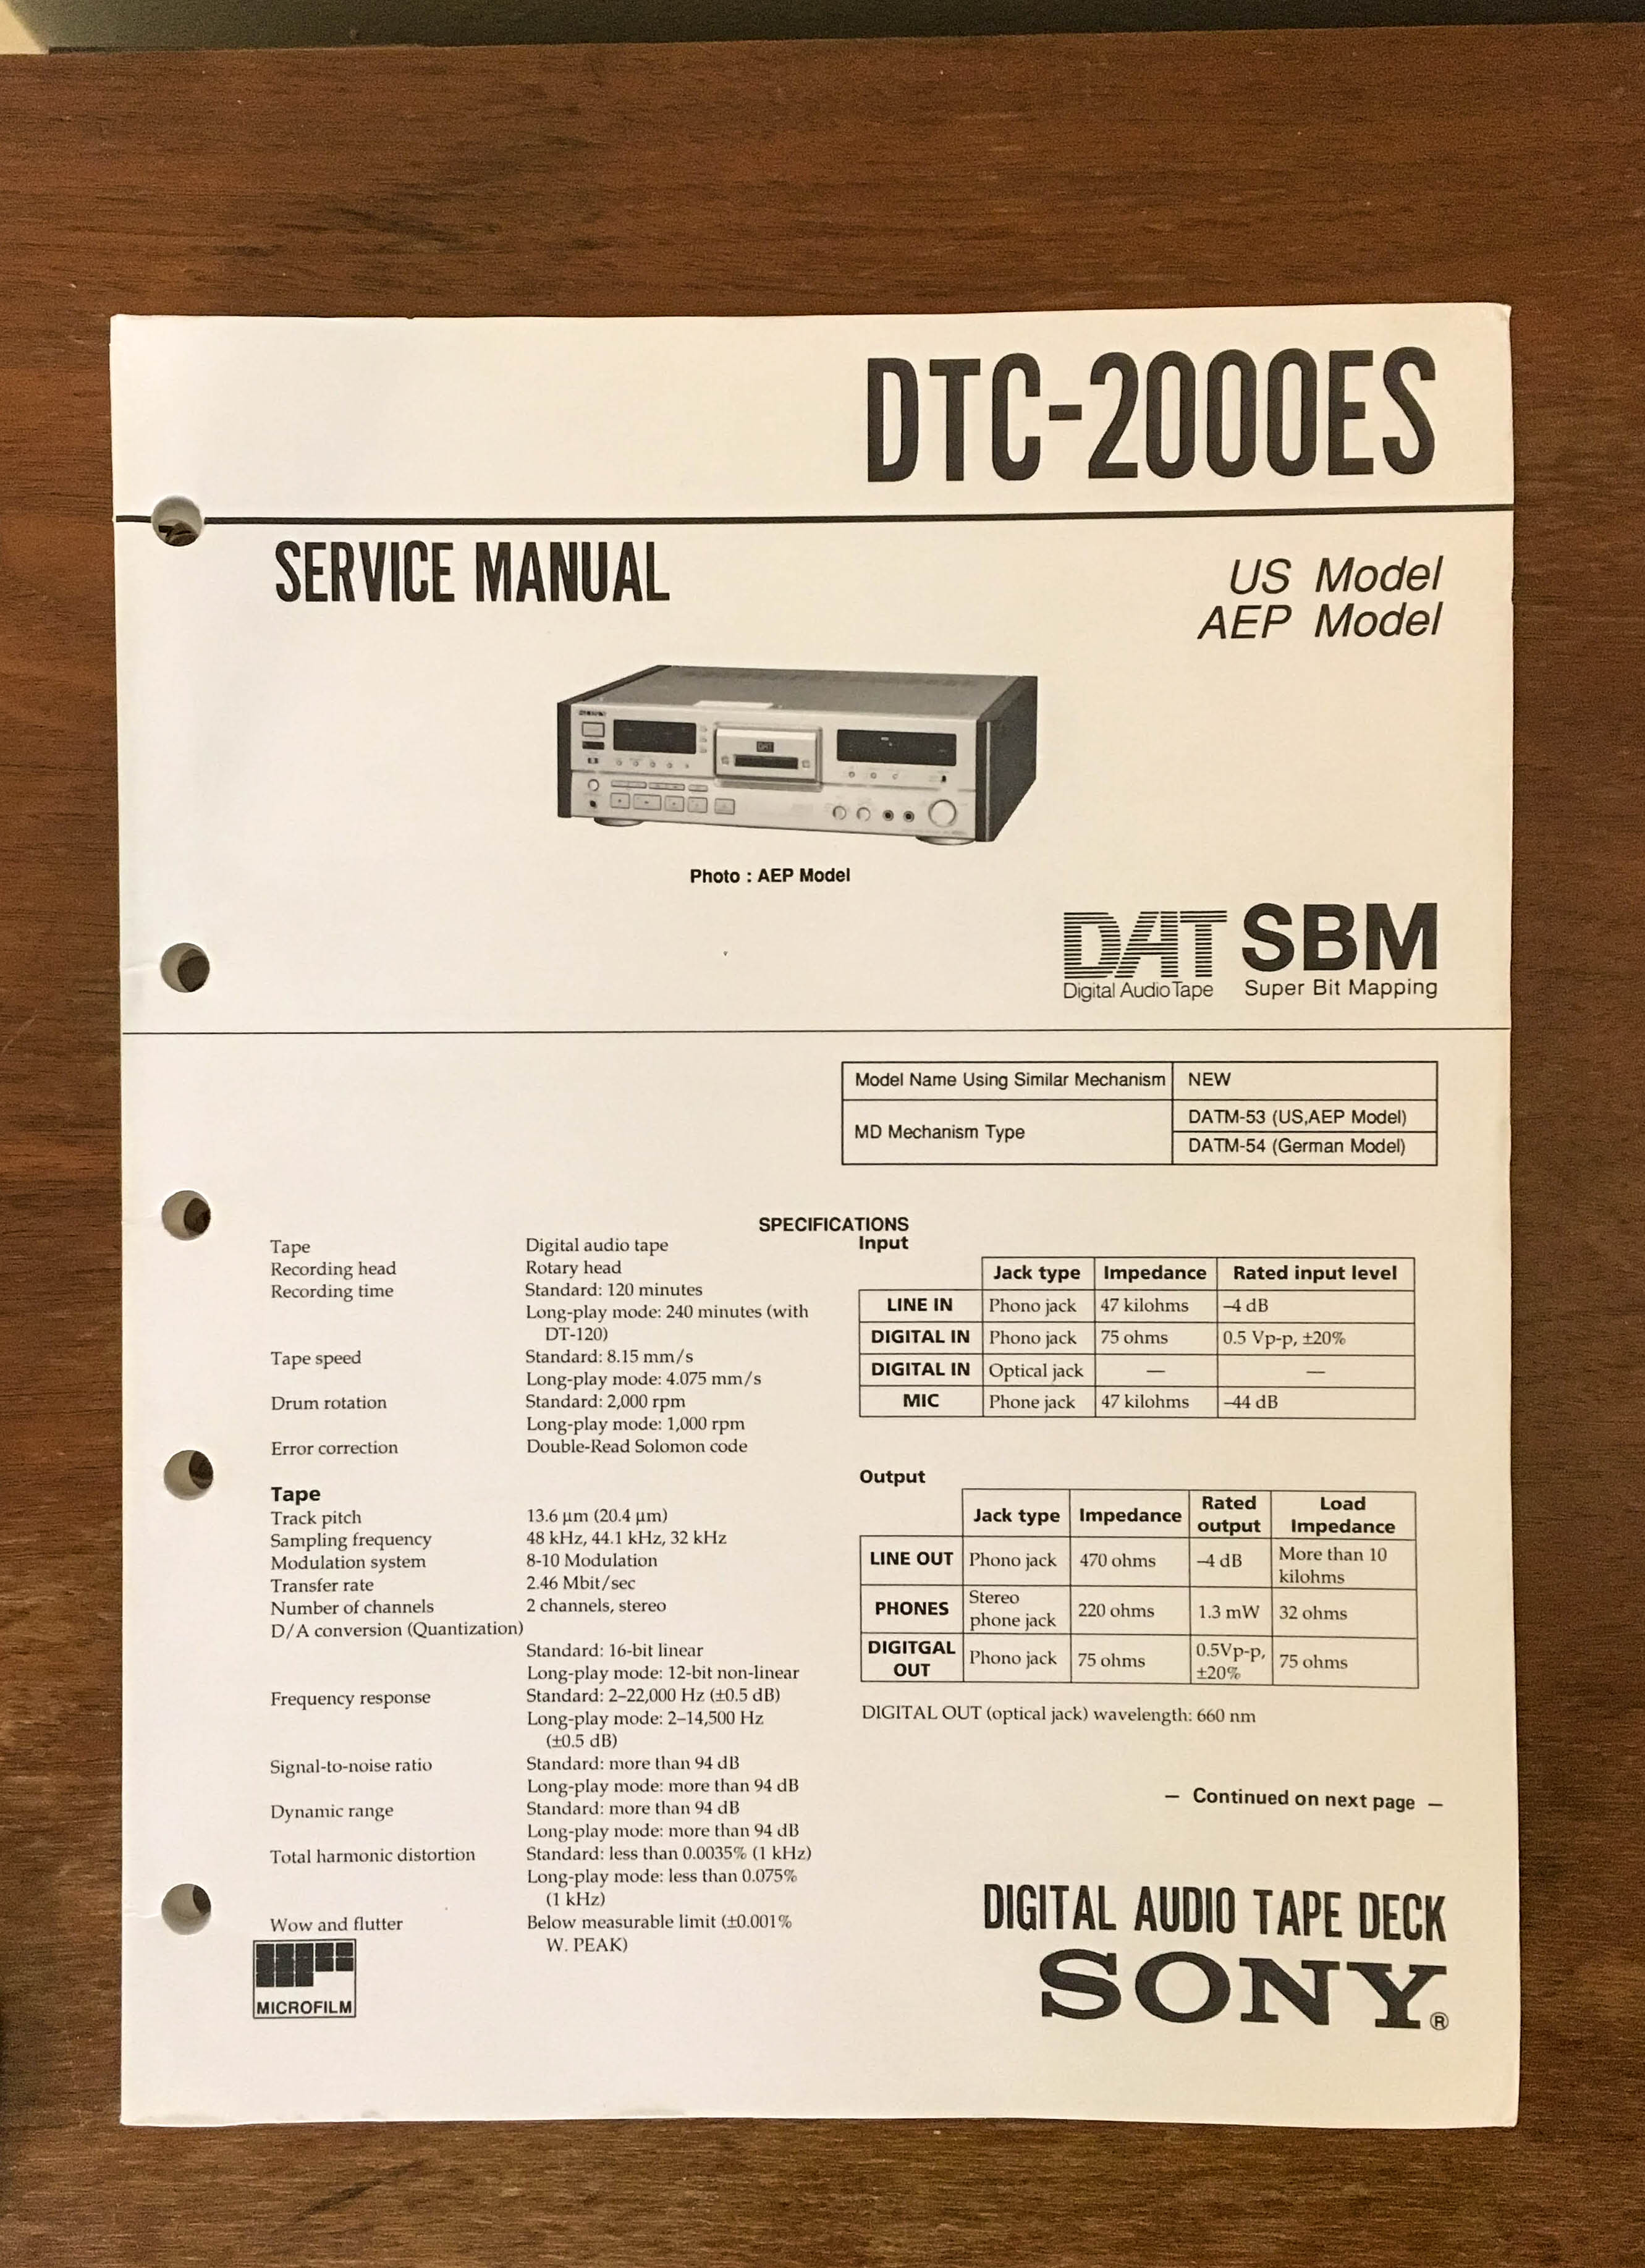 DTC-2000ES
SERVICE MANUAL
US Model
AEP Model
SONY
DAT
Photo : AEP Model
DAT SBM
Digital Audio Tape Super Bit Mapping
Model Name Using Similar Mechanism NEW
MD Mechanism Type DATM-53 (US,AEP Model)
DATM-54 (German Model)
SPECIFICATIONS
Tape Digital audio tape
Recording head Rotary head
Recording time Standard: 120 minutes
Long-play mode: 240 minutes (with
DT-120)
Tape speed Standard: 8.15 mm/s
Long-play mode: 4.075 mm/s
Drum rotation Standard: 2,000 rpm
Long-play mode: 1,000 rpm
Error correction Double-Read Solomon code
Tape
Track pitch 13.6 µm (20.4 µm)
Sampling frequency 48 kHz, 44.1 kHz, 32 kHz
Modulation system 8-10 Modulation
Transfer rate 2.46 Mbit/sec
Number of channels 2 channels, stereo
D/A conversion (Quantization)
Standard: 16-bit linear
Long-play mode: 12-bit non-linear
Frequency response Standard: 2–22,000 Hz (±0.5 dB)
Long-play mode: 2–14,500 Hz
(±0.5 dB)
Signal-to-noise ratio Standard: more than 94 dB
Long-play mode: more than 94 dB
Dynamic range Standard: more than 94 dB
Long-play mode: more than 94 dB
Total harmonic distortion Standard: less than 0.0035% (1 kHz)
Long-play mode: less than 0.075%
(1 kHz)
Wow and flutter Below measurable limit (±0.001%
W. PEAK)
Input
Jack type Impedance Rated input level
LINE IN Phono jack 47 kilohms –4 dB
DIGITAL IN Phono jack 75 ohms 0.5 Vp-p, ±20%
DIGITAL IN Optical jack — —
MIC Phone jack 47 kilohms –44 dB
Output
Jack type Impedance Rated output Load Impedance
LINE OUT Phono jack 470 ohms –4 dB More than 10 kilohms
PHONES Stereo phone jack 220 ohms 1.3 mW 32 ohms
DIGITGAL OUT Phono jack 75 ohms 0.5Vp-p, ±20% 75 ohms
DIGITAL OUT (optical jack) wavelength: 660 nm
— Continued on next page —
MICROFILM
DIGITAL AUDIO TAPE DECK
SONY®